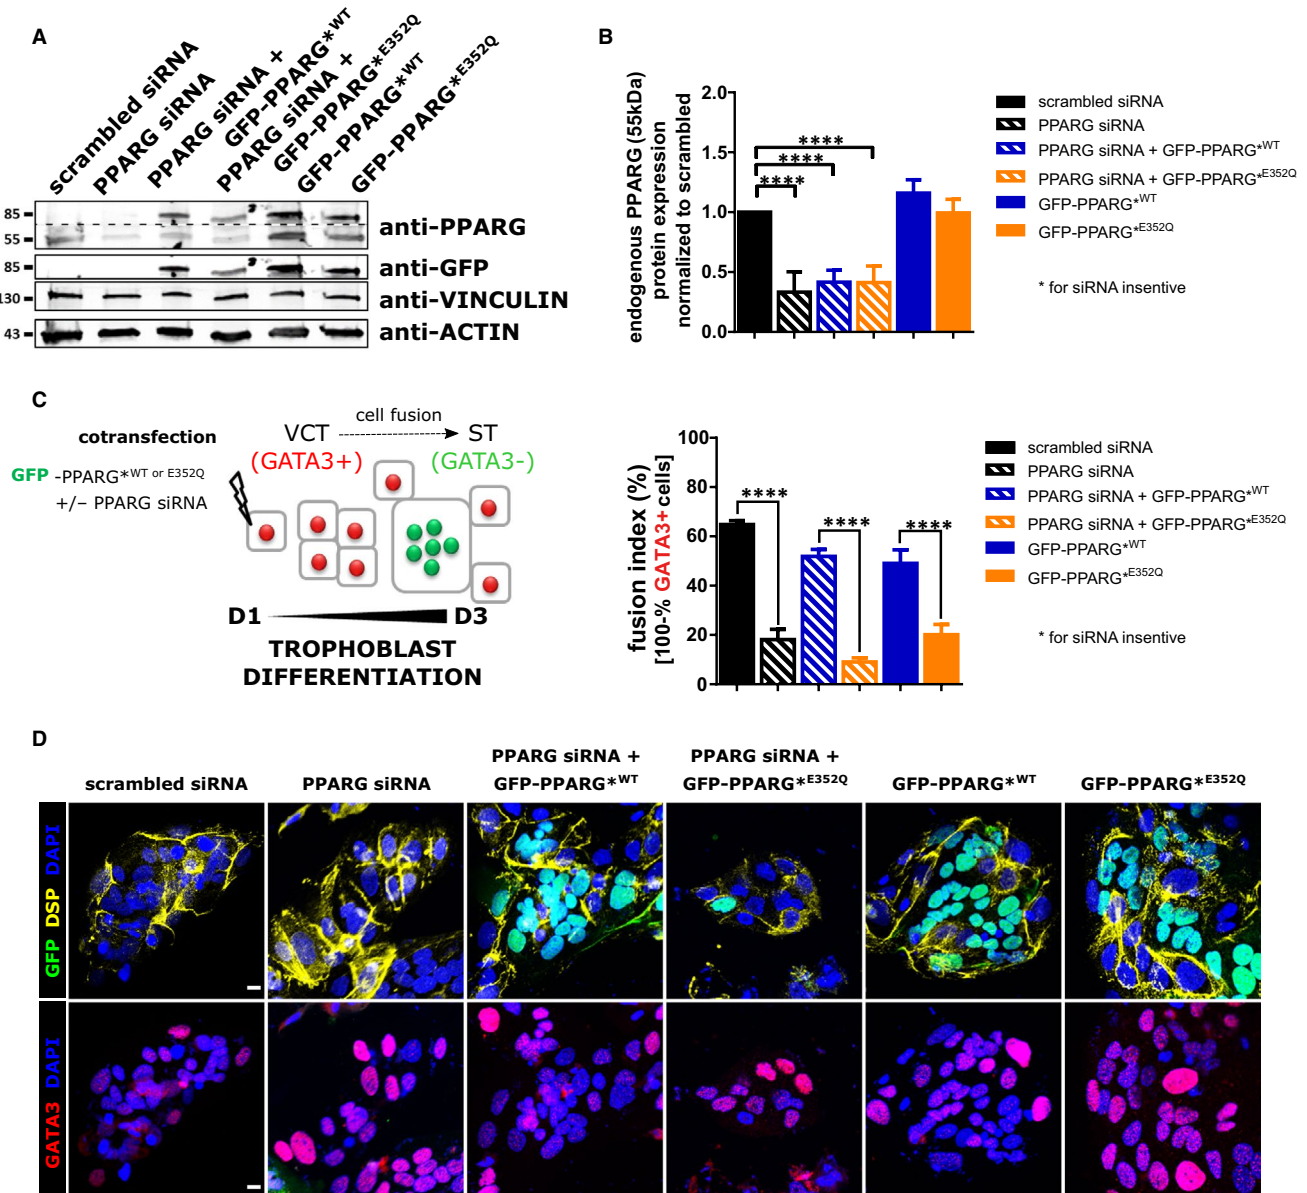 A
scrambled siRNA
PPARG siRNA
PPARG siRNA +
GFP-PPARG*WT
PPARG siRNA +
GFP-PPARG*E352Q
GFP-PPARG*WT
GFP-PPARG*E352Q
85
55
anti-PPARG
85
anti-GFP
130
anti-VINCULIN
43
anti-ACTIN
B
endogenous PPARG (55kDa)
protein expression
normalized to scrambled
2.0
1.5
1.0
0.5
0.0
****
****
****
scrambled siRNA
PPARG siRNA
PPARG siRNA + GFP-PPARG*WT
PPARG siRNA + GFP-PPARG*E352Q
GFP-PPARG*WT
GFP-PPARG*E352Q
* for siRNA insentive
C
cotransfection
GFP -PPARG*WT or E352Q
+/− PPARG siRNA
cell fusion
VCT
ST
(GATA3+)
(GATA3-)
D1
D3
TROPHOBLAST
DIFFERENTIATION
fusion index (%)
[100-% GATA3+ cells]
100
80
60
40
20
0
****
****
****
scrambled siRNA
PPARG siRNA
PPARG siRNA + GFP-PPARG*WT
PPARG siRNA + GFP-PPARG*E352Q
GFP-PPARG*WT
GFP-PPARG*E352Q
* for siRNA insentive
D
scrambled siRNA
PPARG siRNA
PPARG siRNA +
GFP-PPARG*WT
PPARG siRNA +
GFP-PPARG*E352Q
GFP-PPARG*WT
GFP-PPARG*E352Q
GFP DSP DAPI
GATA3 DAPI